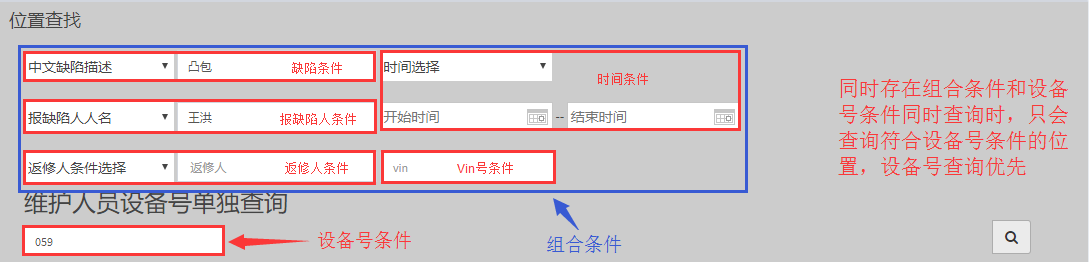 位置查找
中文缺陷描述 凸包 缺陷条件 时间选择 时间条件
报缺陷人人名 王洪 报缺陷人条件 开始时间 -- 结束时间
返修人条件选择 返修人 返修人条件 vin Vin号条件
同时存在组合条件和设备
号条件同时查询时，只会
查询符合设备号条件的位
置，设备号查询优先
维护人员设备号单独查询
059 设备号条件 组合条件